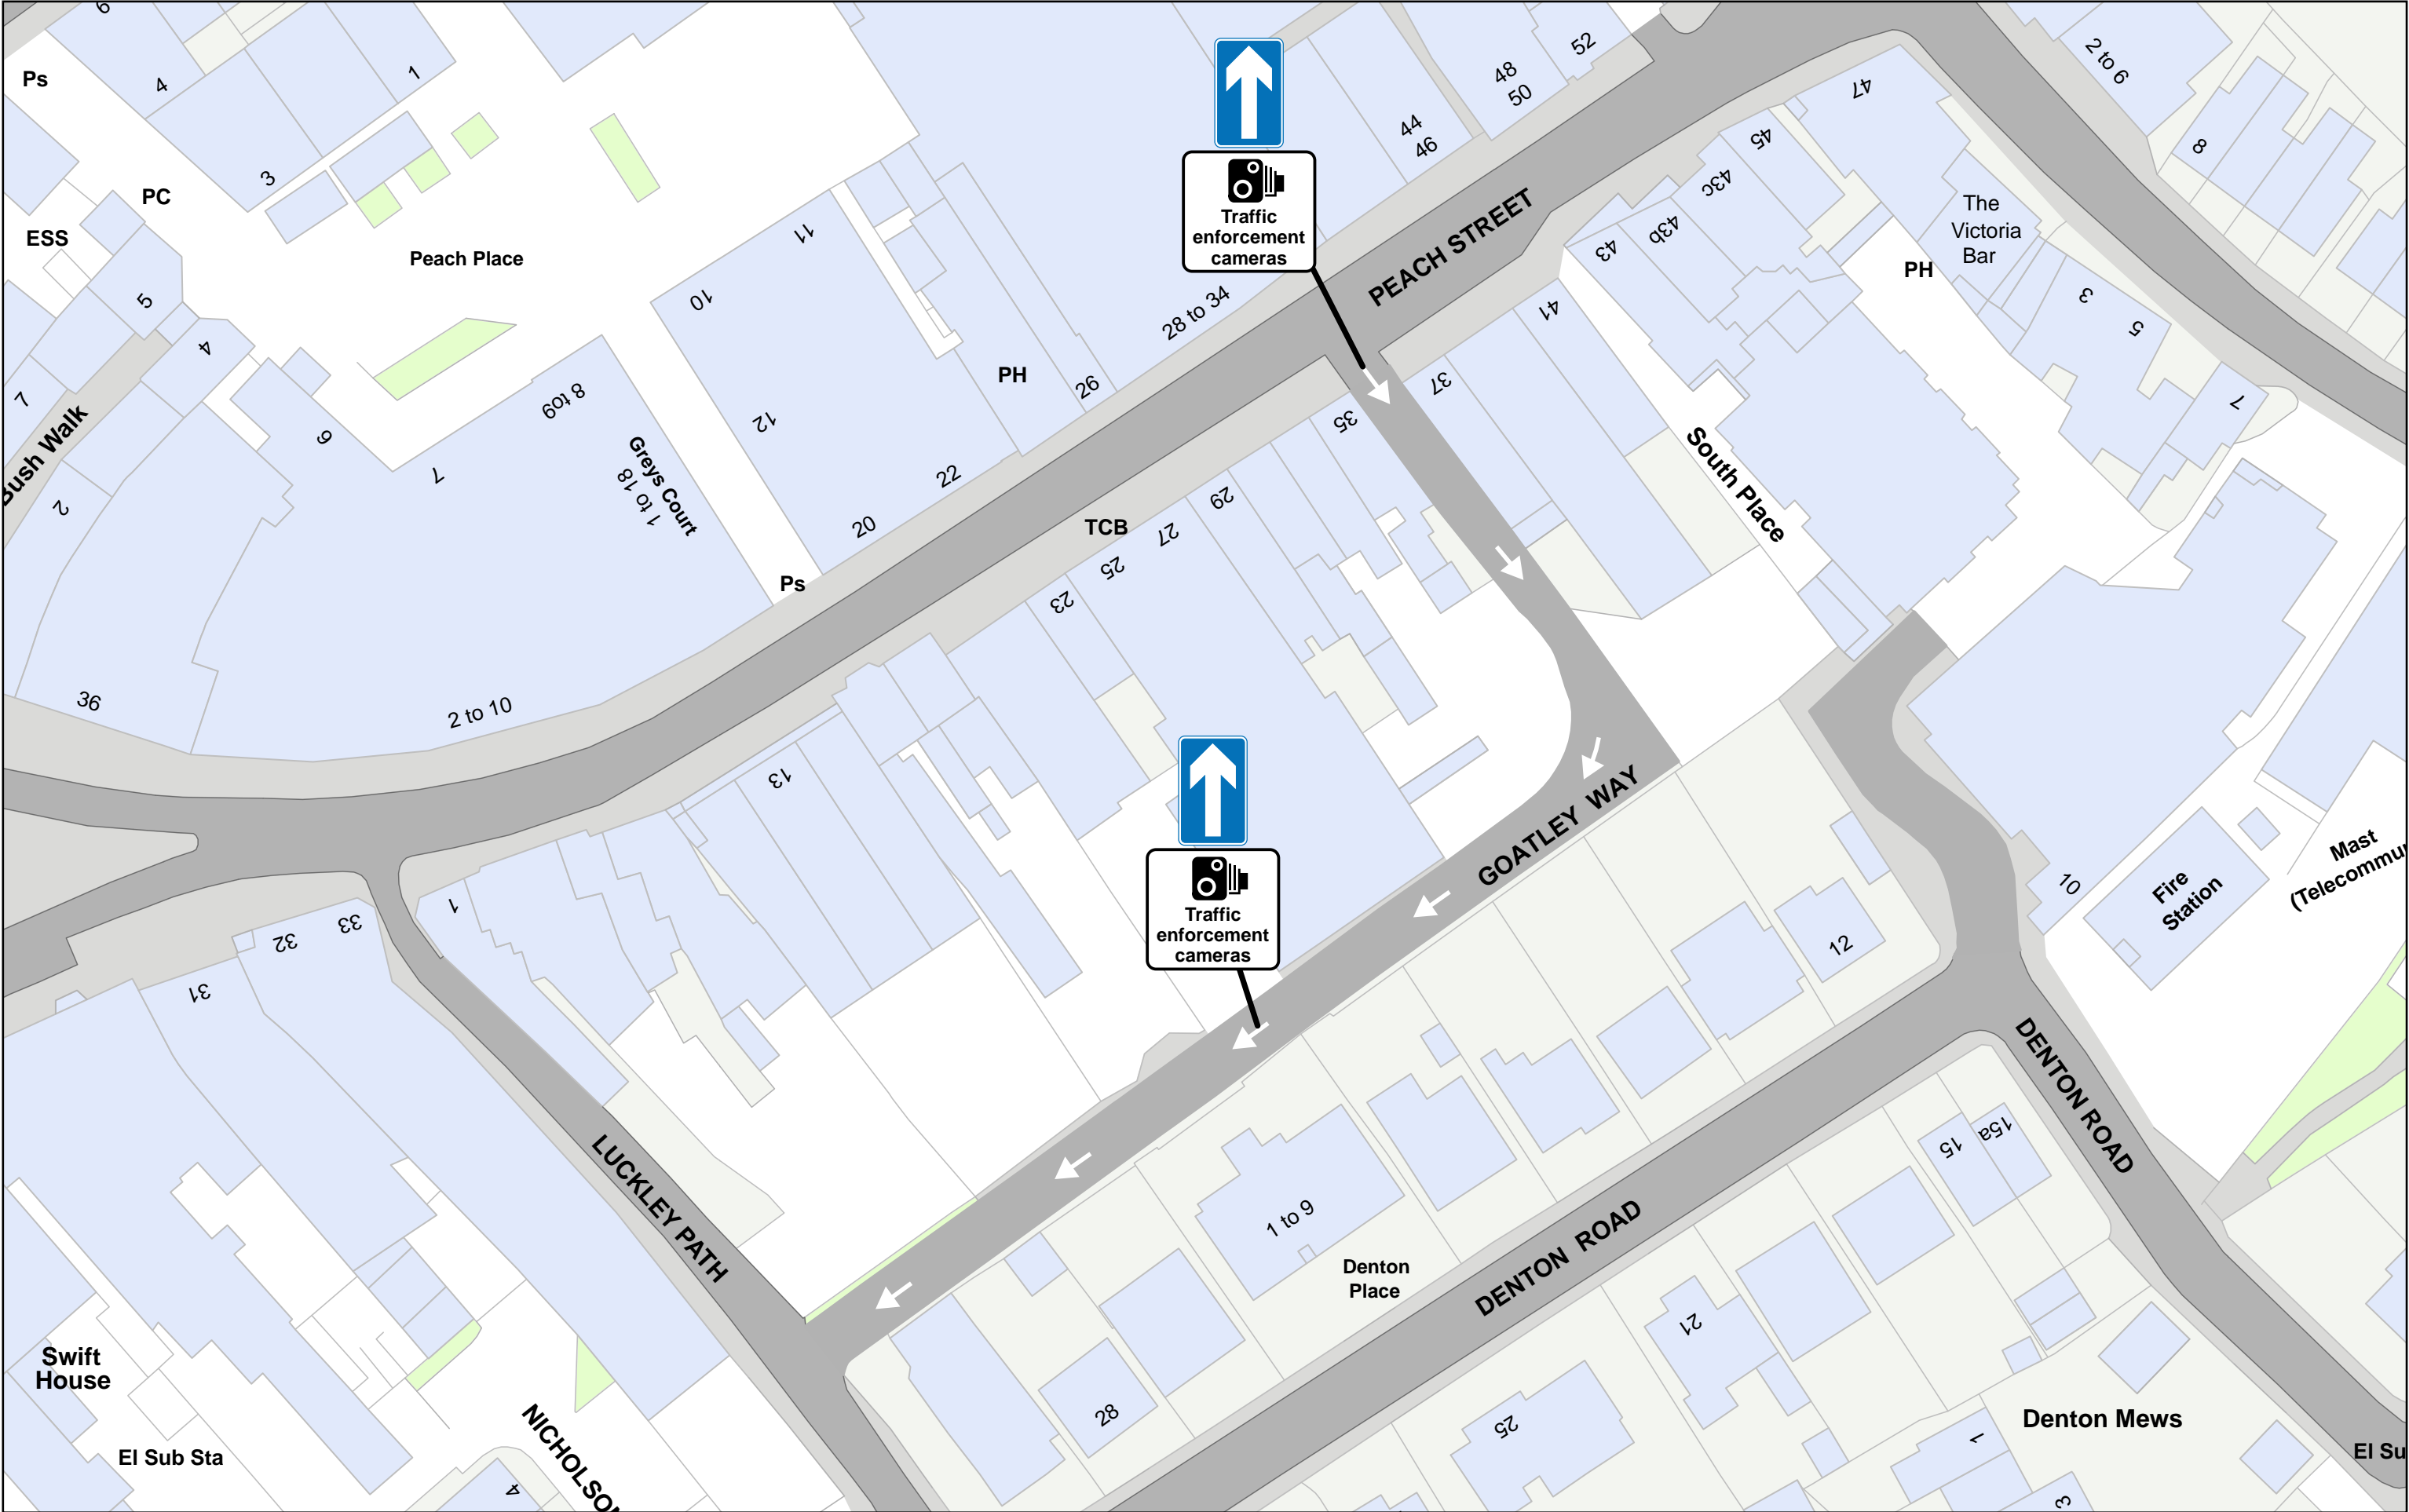 6
4
1
3
Ps
PC
ESS
5
4
7
Bush Walk
2
6
7
8 to9
Greys Court
1 to 18
Peach Place
36
2 to 10
10
11
12
PH
26
22
20
Ps
28 to 34
Traffic
enforcement
cameras
44
46
48
50
52
PEACH STREET
47
45
43c
43b
43
41
37
35
29
27
25
23
TCB
13
1
33
32
31
The
Victoria
Bar
PH
3
5
7
2 to 6
8
South Place
Traffic
enforcement
cameras
GOATLEY WAY
10
Fire
Station
Mast
12
DENTON ROAD
15
15a
1 to 9
Denton
Place
DENTON ROAD
LUCKLEY PATH
Swift
House
El Sub Sta
4
28
21
25
Denton Mews
1
3